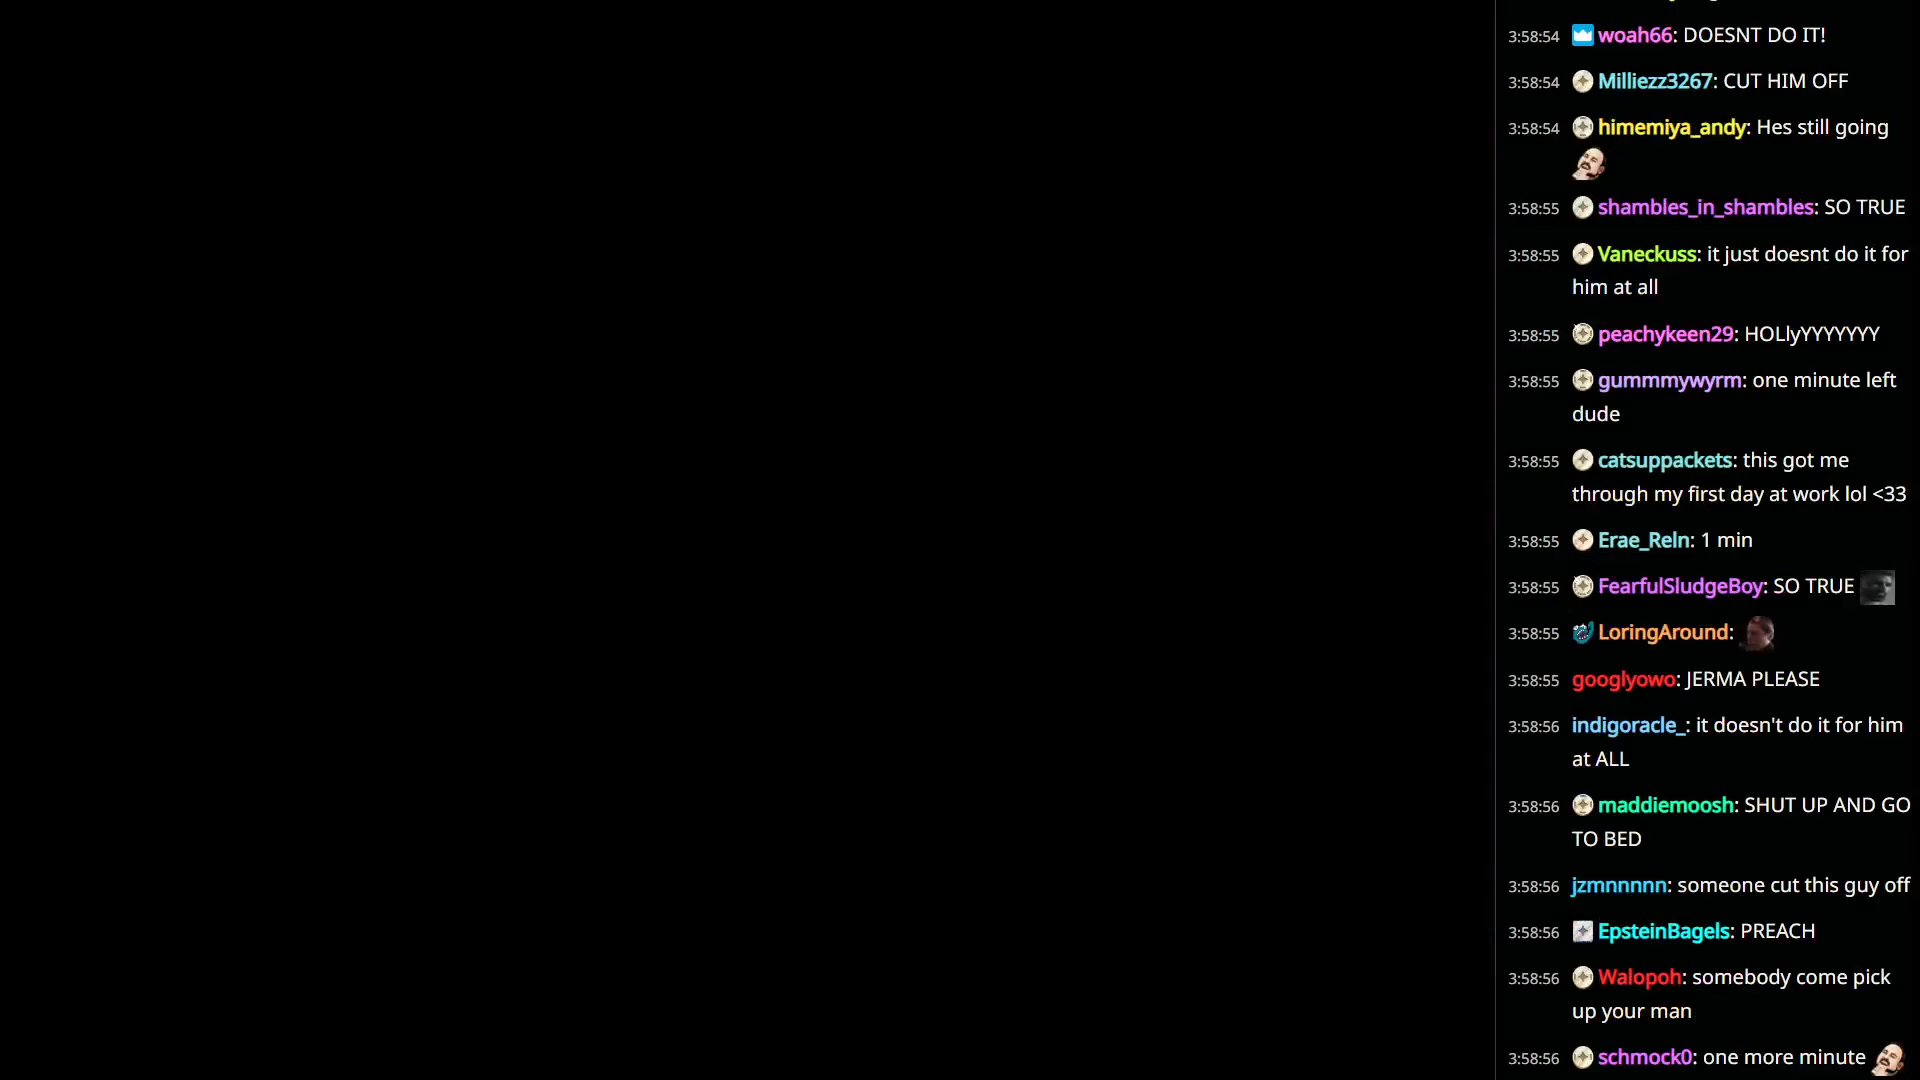 3:58:54 woah66: DOESNT DO IT!
3:58:54 Milliezz3267: CUT HIM OFF
3:58:54 himemiya_andy: Hes still going
3:58:55 shambles_in_shambles: SO TRUE
3:58:55 Vaneckuss: it just doesnt do it for
him at all
3:58:55 peachykeen29: HOLlyYYYYYYY
3:58:55 gummmywyrm: one minute left
dude
3:58:55 catsuppackets: this got me
through my first day at work lol <33
3:58:55 Erae_Reln: 1 min
3:58:55 FearfulSludgeBoy: SO TRUE
3:58:55 LoringAround:
3:58:55 googlyowo: JERMA PLEASE
3:58:56 indigoracle_: it doesn't do it for him
at ALL
3:58:56 maddiemoosh: SHUT UP AND GO
TO BED
3:58:56 jzmnnnnn: someone cut this guy off
3:58:56 EpsteinBagels: PREACH
3:58:56 Walopoh: somebody come pick
up your man
3:58:56 schmock0: one more minute